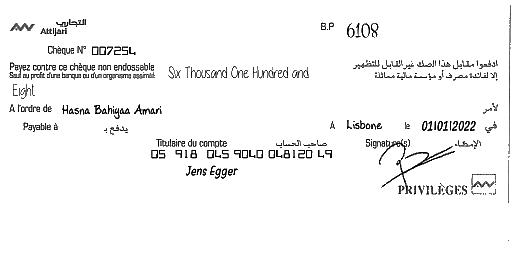 التجاري
Attijari
B.P 6108
Chèque N° 007254
Payez contre ce chèque non endossable
ادفعوا مقابل هذا الصك غير القابل للتظهير
Seul au profit d'une banque ou d'un organisme assimilé
إلا لفائدة مصرف أو مؤسسة مالية مماثلة
Six Thousand One Hundred and
Eight
A l'ordre de Hasna Bahiyaa Amari لأمر
Payable à يدفع بـ A Lisbone le 01/01/2022 في
Titulaire du compte صاحب الحساب Signature(s) الإمضاء
05 918 045 9040 048120 49
Jens Egger
PRIVILÈGES